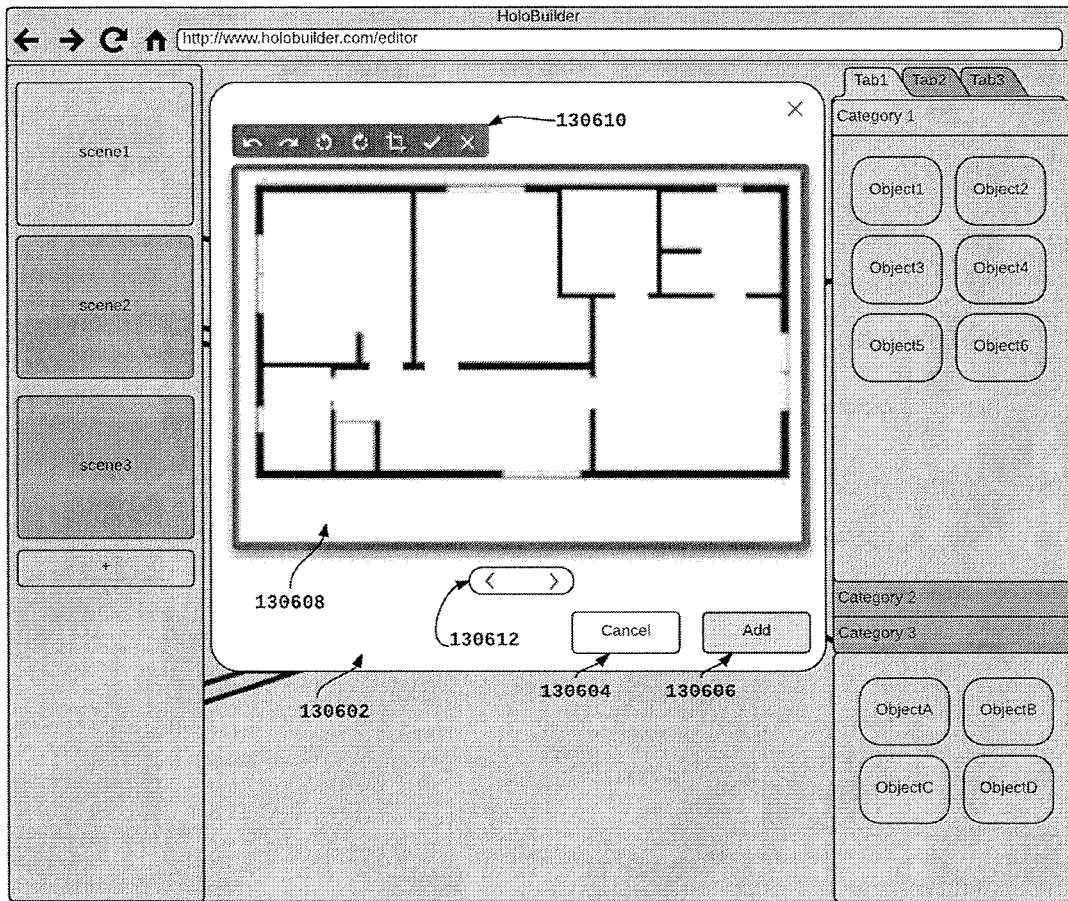 HoloBuilder
http://www.holobuilder.com/editor
Tab1 Tab2 Tab3
Category 1
130610
scene1
Object1 Object2
Object3 Object4
scene2
Object5 Object6
scene3
+
130608
Category 2
130612
Cancel Add
Category 3
130602
130604
130606
ObjectA ObjectB
ObjectC ObjectD